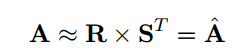 A ≈ R × S^T = Â